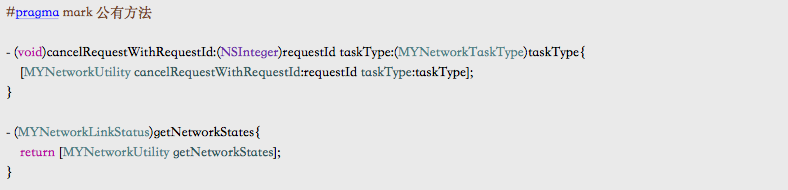 #pragma mark 公有方法
- (void)cancelRequestWithRequestId:(NSInteger)requestId taskType:(MYNetworkTaskType)taskType{
[MYNetworkUtility cancelRequestWithRequestId:requestId taskType:taskType];
}
- (MYNetworkLinkStatus)getNetworkStates{
return [MYNetworkUtility getNetworkStates];
}